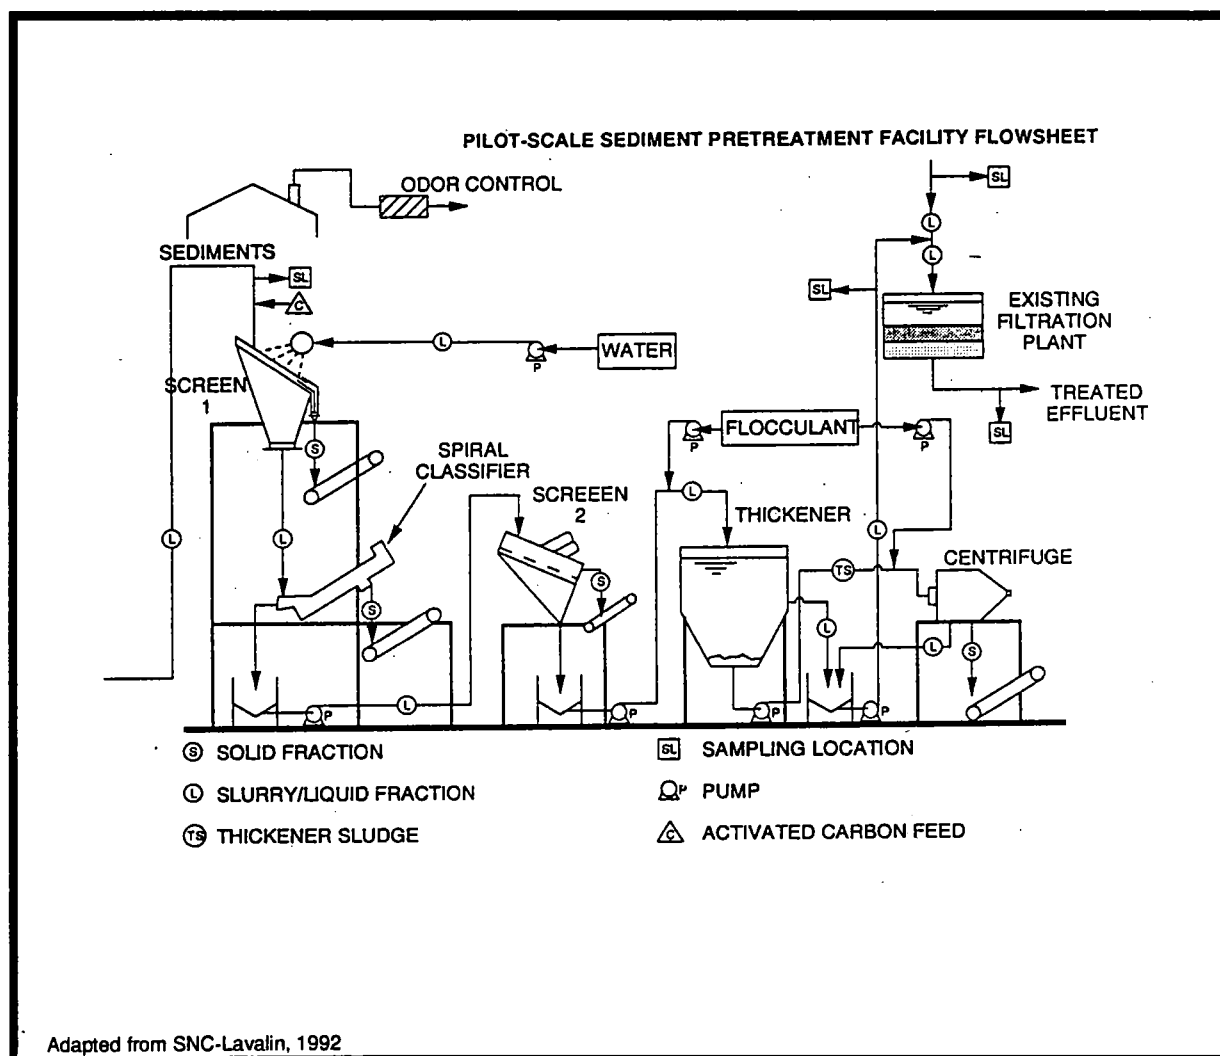 PILOT-SCALE SEDIMENT PRETREATMENT FACILITY FLOWSHEET
SL
ODOR CONTROL
L
SEDIMENTS
L
SL
SL
C
EXISTING
FILTRATION
PLANT
L
WATER
P
SCREEN
1
TREATED
EFFLUENT
SL
FLOCCULANT
P
P
S
SPIRAL
CLASSIFIER
SCREEEN
2
L
THICKENER
L
L
L
CENTRIFUGE
TS
S
S
L
L
S
L
P
P
P
P
S SOLID FRACTION
L SLURRY/LIQUID FRACTION
TS THICKENER SLUDGE
SL SAMPLING LOCATION
P PUMP
C ACTIVATED CARBON FEED
Adapted from SNC-Lavalin, 1992